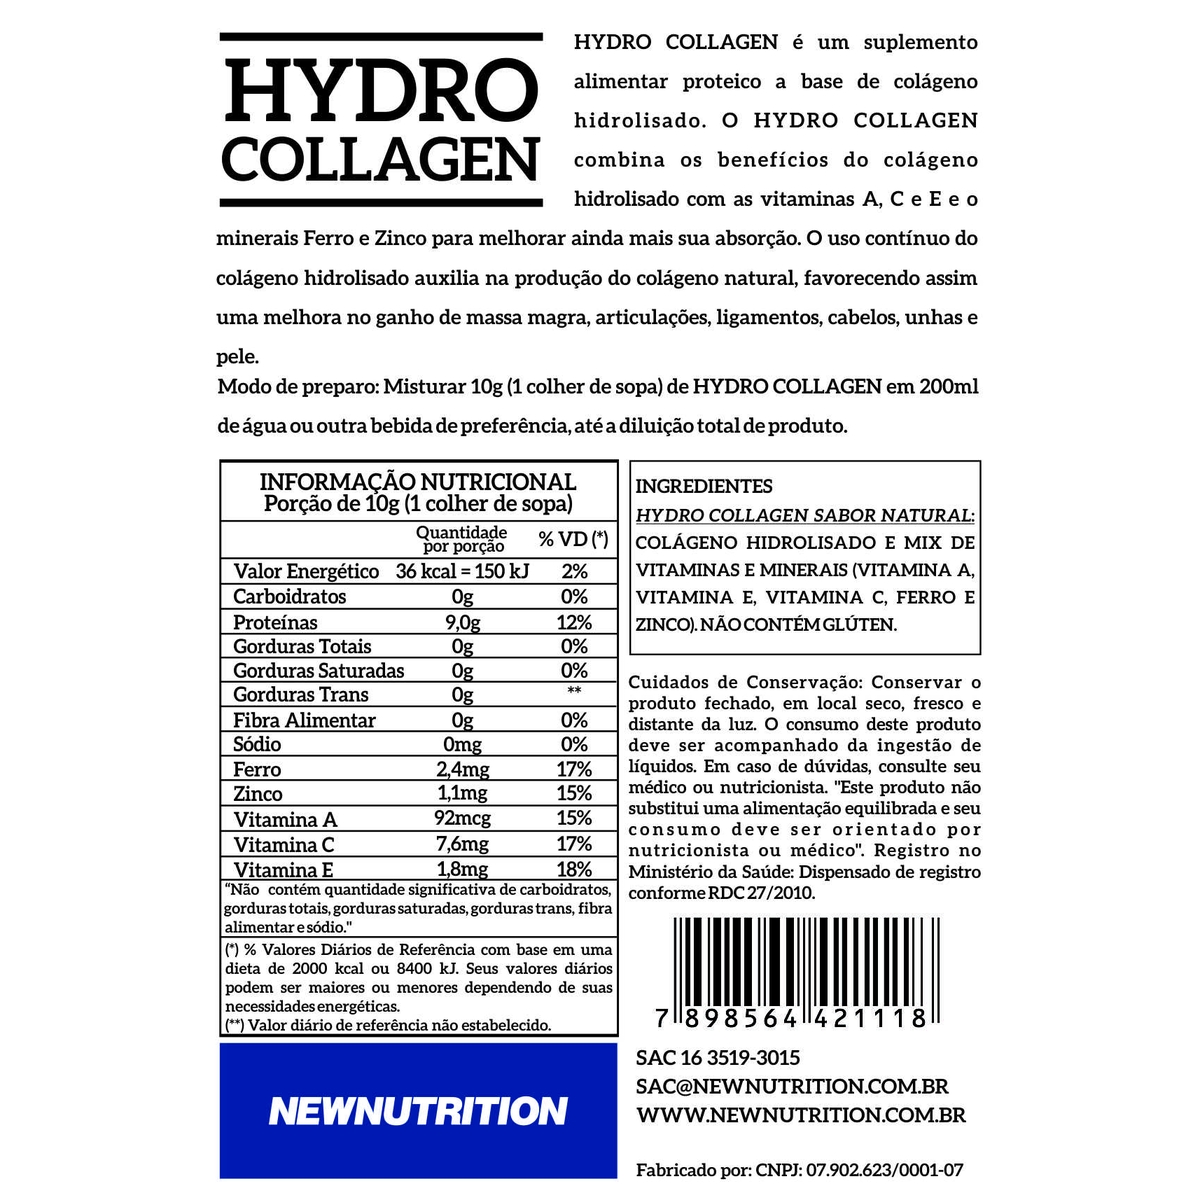 HYDRO
COLLAGEN
HYDRO COLLAGEN é um suplemento
alimentar proteico a base de colágeno
hidrolisado. O HYDRO COLLAGEN
combina os benefícios do colágeno
hidrolisado com as vitaminas A, C e E e o
minerais Ferro e Zinco para melhorar ainda mais sua absorção. O uso contínuo do
colágeno hidrolisado auxilia na produção do colágeno natural, favorecendo assim
uma melhora no ganho de massa magra, articulações, ligamentos, cabelos, unhas e
pele.
Modo de preparo: Misturar 10g (1 colher de sopa) de HYDRO COLLAGEN em 200ml
de água ou outra bebida de preferência, até a diluição total de produto.
INFORMAÇÃO NUTRICIONAL
Porção de 10g (1 colher de sopa)
Quantidade
por porção
% VD (*)
Valor Energético 36 kcal = 150 kJ 2%
Carboidratos 0g 0%
Proteínas 9,0g 12%
Gorduras Totais 0g 0%
Gorduras Saturadas 0g 0%
Gorduras Trans 0g **
Fibra Alimentar 0g 0%
Sódio 0mg 0%
Ferro 2,4mg 17%
Zinco 1,1mg 15%
Vitamina A 92mcg 15%
Vitamina C 7,6mg 17%
Vitamina E 1,8mg 18%
"Não contém quantidade significativa de carboidratos,
gorduras totais, gorduras saturadas, gorduras trans, fibra
alimentar e sódio."
(*) % Valores Diários de Referência com base em uma
dieta de 2000 kcal ou 8400 kJ. Seus valores diários
podem ser maiores ou menores dependendo de suas
necessidades energéticas.
(**) Valor diário de referência não estabelecido.
NEWNUTRITION
INGREDIENTES
HYDRO COLLAGEN SABOR NATURAL:
COLÁGENO HIDROLISADO E MIX DE
VITAMINAS E MINERAIS (VITAMINA A,
VITAMINA E, VITAMINA C, FERRO E
ZINCO). NÃO CONTÉM GLÚTEN.
Cuidados de Conservação: Conservar o
produto fechado, em local seco, fresco e
distante da luz. O consumo deste produto
deve ser acompanhado da ingestão de
líquidos. Em caso de dúvidas, consulte seu
médico ou nutricionista. "Este produto não
substitui uma alimentação equilibrada e seu
consumo deve ser orientado por
nutricionista ou médico". Registro no
Ministério da Saúde: Dispensado de registro
conforme RDC 27/2010.
7 898564 421118
SAC 16 3519-3015
SAC@NEWNUTRITION.COM.BR
WWW.NEWNUTRITION.COM.BR
Fabricado por: CNPJ: 07.902.623/0001-07